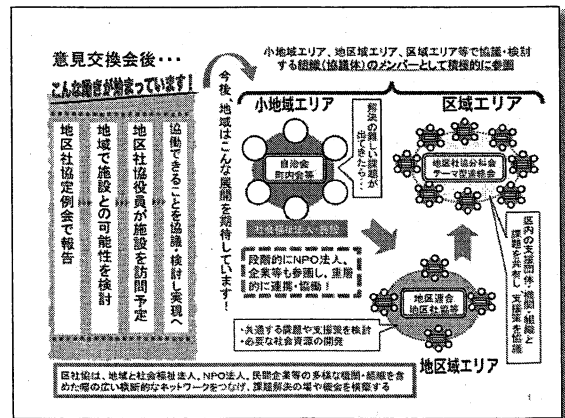 意見交換会後・・・
こんな動きが始まっています！
地区社協定例会で報告
地域で施設との可能性を検討
地区社協役員が施設を訪問予定
協働できることを協議・検討し実現へ
今後、地域はこんな展開を期待しています！
小地域エリア、地区域エリア、区域エリア等で協議・検討
する組織（協議体）のメンバーとして積極的に参画
小地域エリア
自治会
町内会等
解決の難しい課題が
出てきたら・・・
社会福祉法人・施設
段階的にNPO法人、
企業等も参画し、重層
的に連携・協働！
区域エリア
地区社協分科会
テーマ型連絡会
区内の支援団体・機関・組織と
課題を共有し、支援策を協議
地区連合
地区社協等
・共通する課題や支援策を検討
・必要な社会資源の開発
地区域エリア
区社協は、地域と社会福祉法人、NPO法人、民間企業等の多様な機関・組織を含
めた幅の広い横断的なネットワークをつなげ、課題解決の場や機会を構築する
1